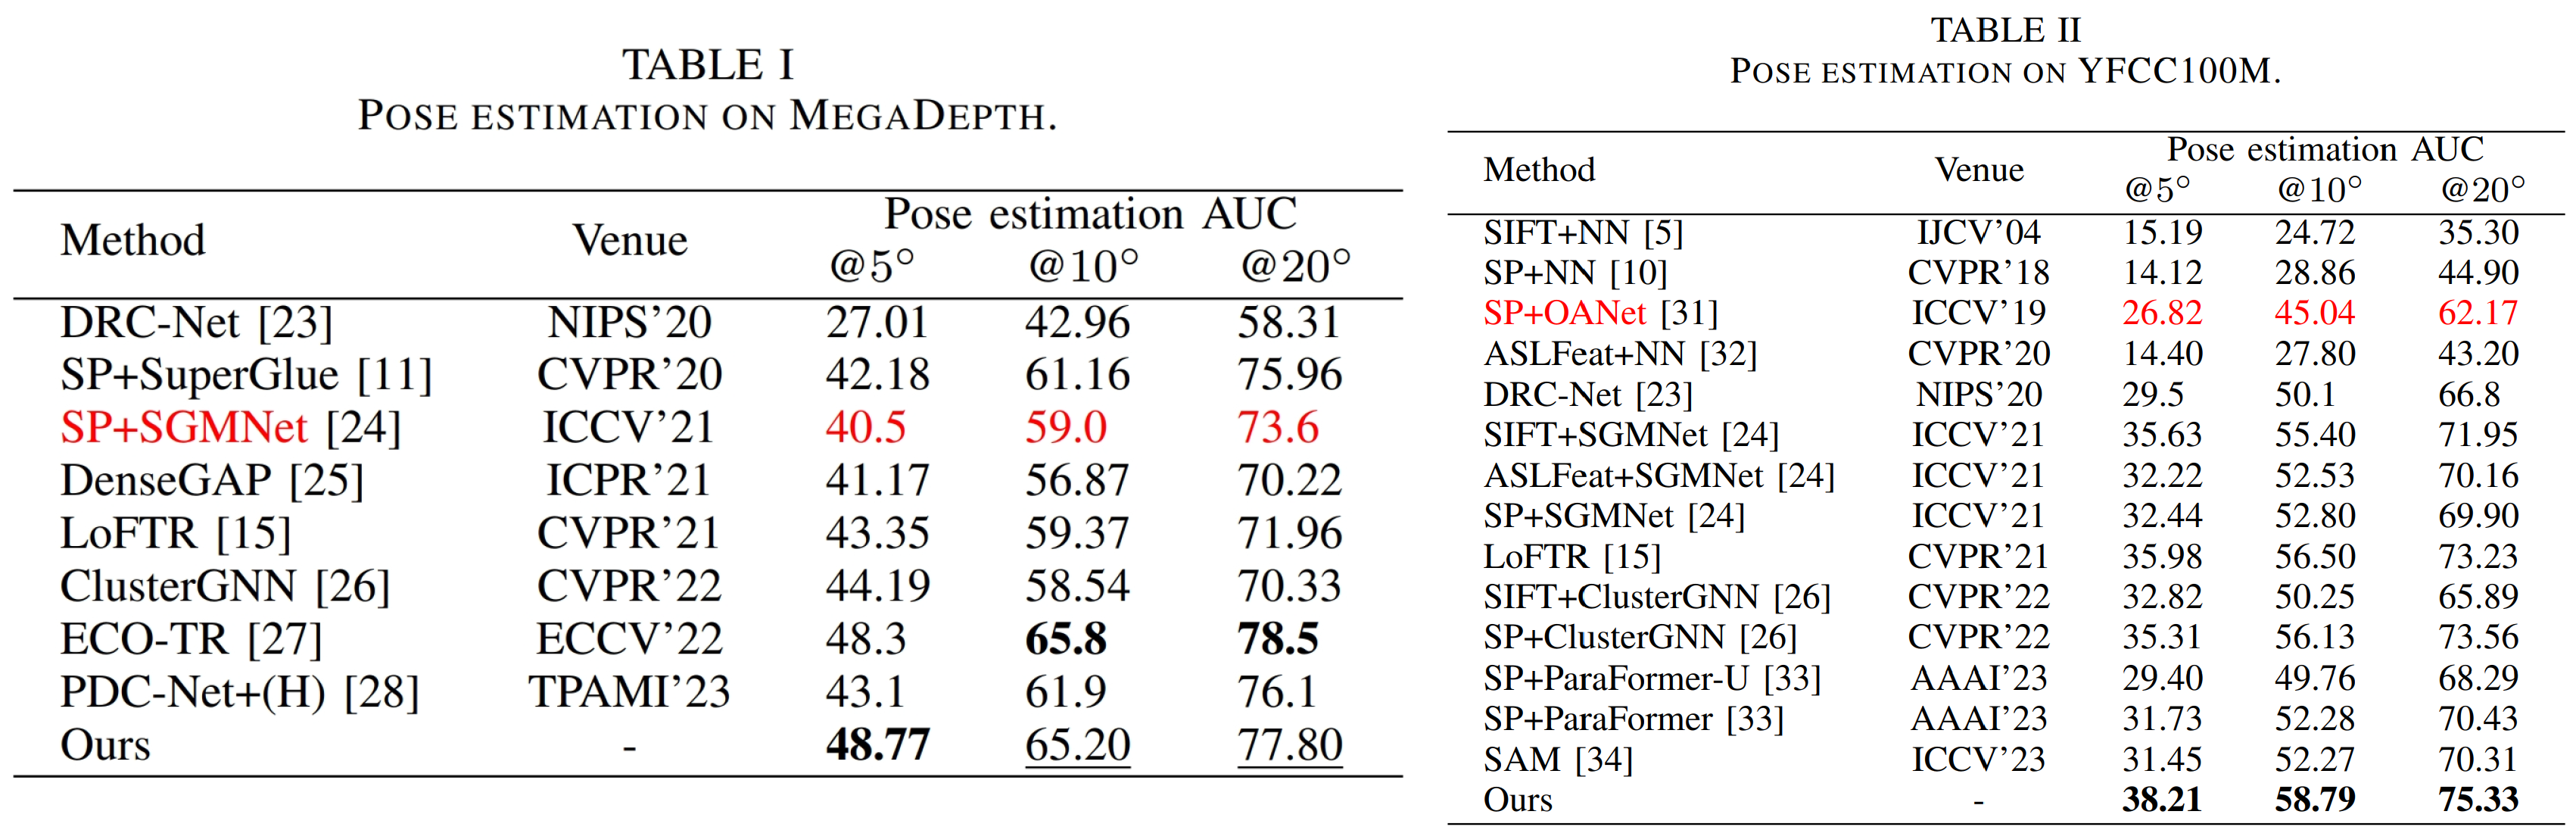 TABLE I
POSE ESTIMATION ON MEGADEPTH.
Method Venue Pose estimation AUC
@5° @10° @20°
DRC-Net [23] NIPS'20 27.01 42.96 58.31
SP+SuperGlue [11] CVPR'20 42.18 61.16 75.96
SP+SGMNet [24] ICCV'21 40.5 59.0 73.6
DenseGAP [25] ICPR'21 41.17 56.87 70.22
LoFTR [15] CVPR'21 43.35 59.37 71.96
ClusterGNN [26] CVPR'22 44.19 58.54 70.33
ECO-TR [27] ECCV'22 48.3 65.8 78.5
PDC-Net+(H) [28] TPAMI'23 43.1 61.9 76.1
Ours - 48.77 65.20 77.80
TABLE II
POSE ESTIMATION ON YFCC100M.
Method Venue Pose estimation AUC
@5° @10° @20°
SIFT+NN [5] IJCV'04 15.19 24.72 35.30
SP+NN [10] CVPR'18 14.12 28.86 44.90
SP+OANet [31] ICCV'19 26.82 45.04 62.17
ASLFeat+NN [32] CVPR'20 14.40 27.80 43.20
DRC-Net [23] NIPS'20 29.5 50.1 66.8
SIFT+SGMNet [24] ICCV'21 35.63 55.40 71.95
ASLFeat+SGMNet [24] ICCV'21 32.22 52.53 70.16
SP+SGMNet [24] ICCV'21 32.44 52.80 69.90
LoFTR [15] CVPR'21 35.98 56.50 73.23
SIFT+ClusterGNN [26] CVPR'22 32.82 50.25 65.89
SP+ClusterGNN [26] CVPR'22 35.31 56.13 73.56
SP+ParaFormer-U [33] AAAI'23 29.40 49.76 68.29
SP+ParaFormer [33] AAAI'23 31.73 52.28 70.43
SAM [34] ICCV'23 31.45 52.27 70.31
Ours - 38.21 58.79 75.33